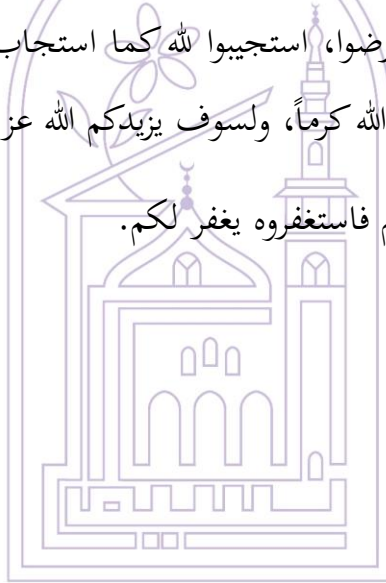 رضوا، استجيبوا لله كما استجاب
الله كرماً، ولسوف يزيدكم الله عز
م فاستغفروه يغفر لكم.